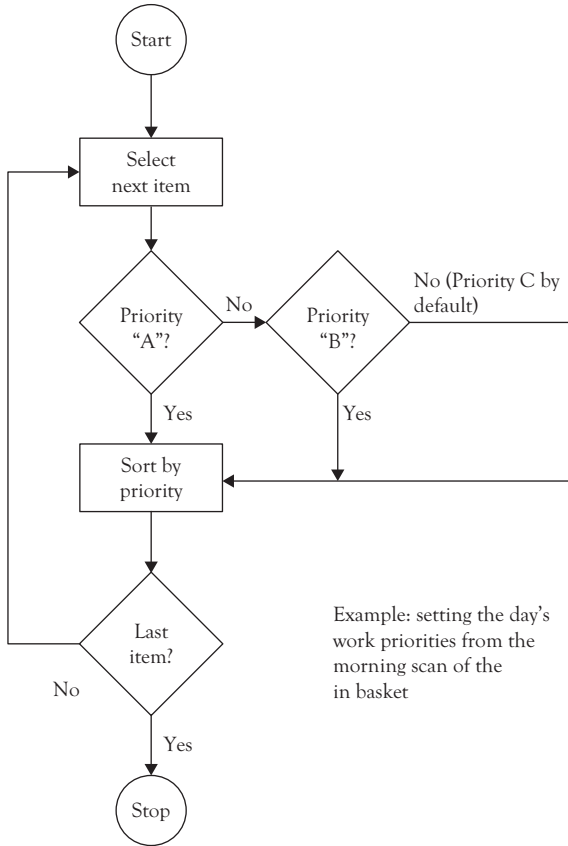 Start
Select
next item
Priority
“A”?
No
Priority
“B”?
No (Priority C by
default)
Yes
Yes
Sort by
priority
Last
item?
No
Yes
Stop
Example: setting the day’s
work priorities from the
morning scan of the
in basket